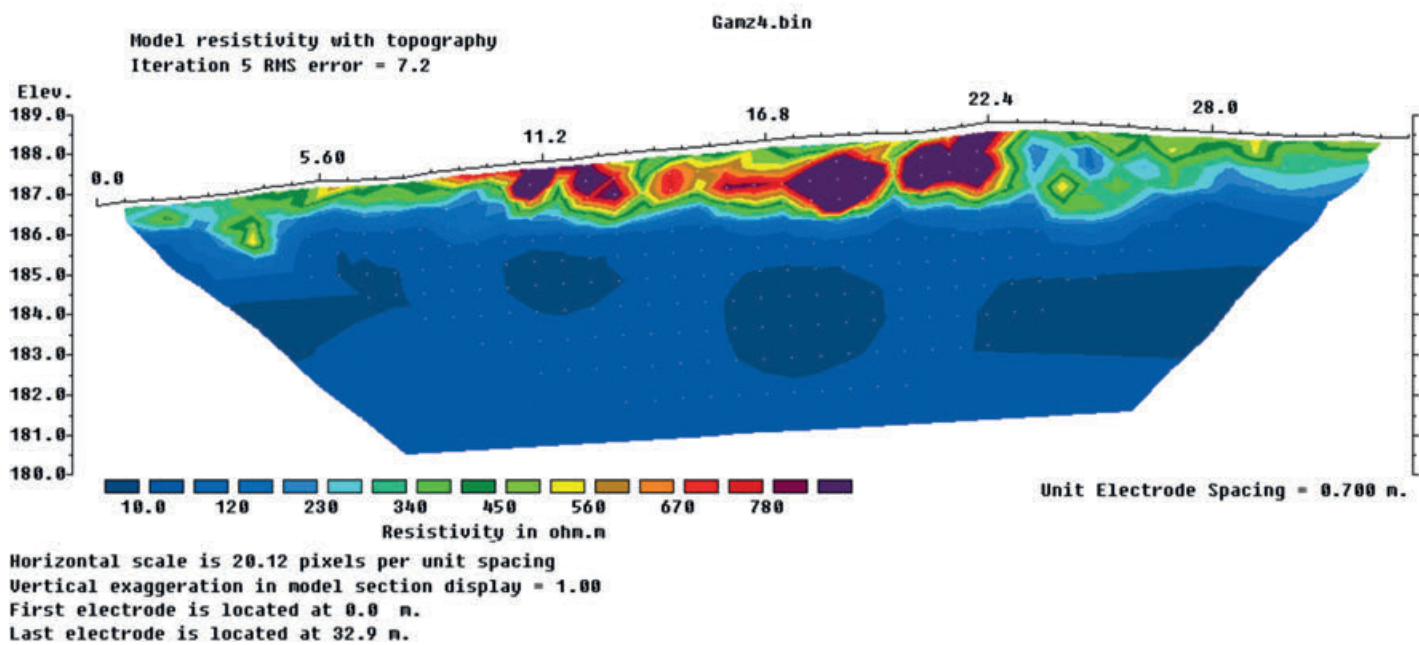 Gamz4.bin
Model resistivity with topography
Iteration 5 RMS error = 7.2
Elev.
189.0
188.0
187.0
186.0
185.0
184.0
183.0
182.0
181.0
180.0
0.0 5.60 11.2 16.8 22.4 28.0
10.0 120 230 340 450 560 670 780
Resistivity in ohm.m
Unit Electrode Spacing = 0.700 m.
Horizontal scale is 20.12 pixels per unit spacing
Vertical exaggeration in model section display = 1.00
First electrode is located at 0.0 m.
Last electrode is located at 32.9 m.